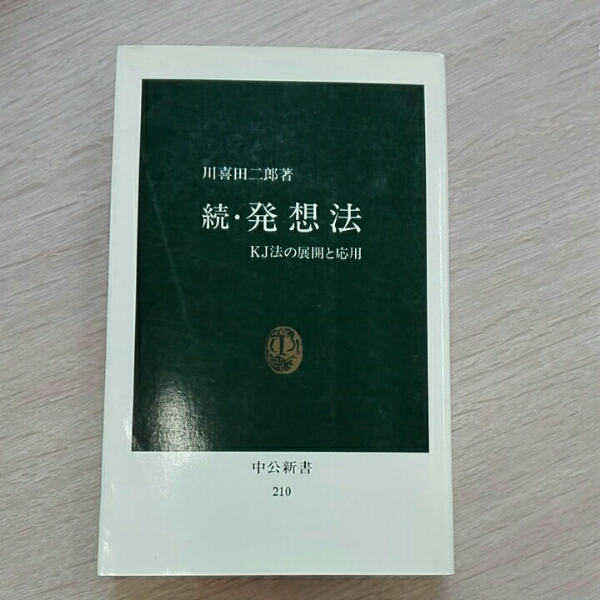 川喜田二郎著
続・発想法
KJ法の展開と応用
中公新書
210